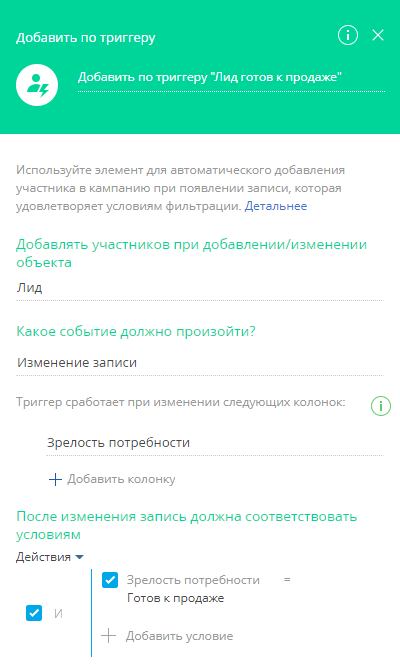 Добавить по триггеру
Добавить по триггеру "Лид готов к продаже"
Используйте элемент для автоматического добавления
участника в кампанию при появлении записи, которая
удовлетворяет условиям фильтрации. Детальнее
Добавлять участников при добавлении/изменении
объекта
Лид
Какое событие должно произойти?
Изменение записи
Триггер сработает при изменении следующих колонок:
Зрелость потребности
Добавить колонку
После изменения запись должна соответствовать
условиям
Действия
Зрелость потребности =
Готов к продаже
И
Добавить условие